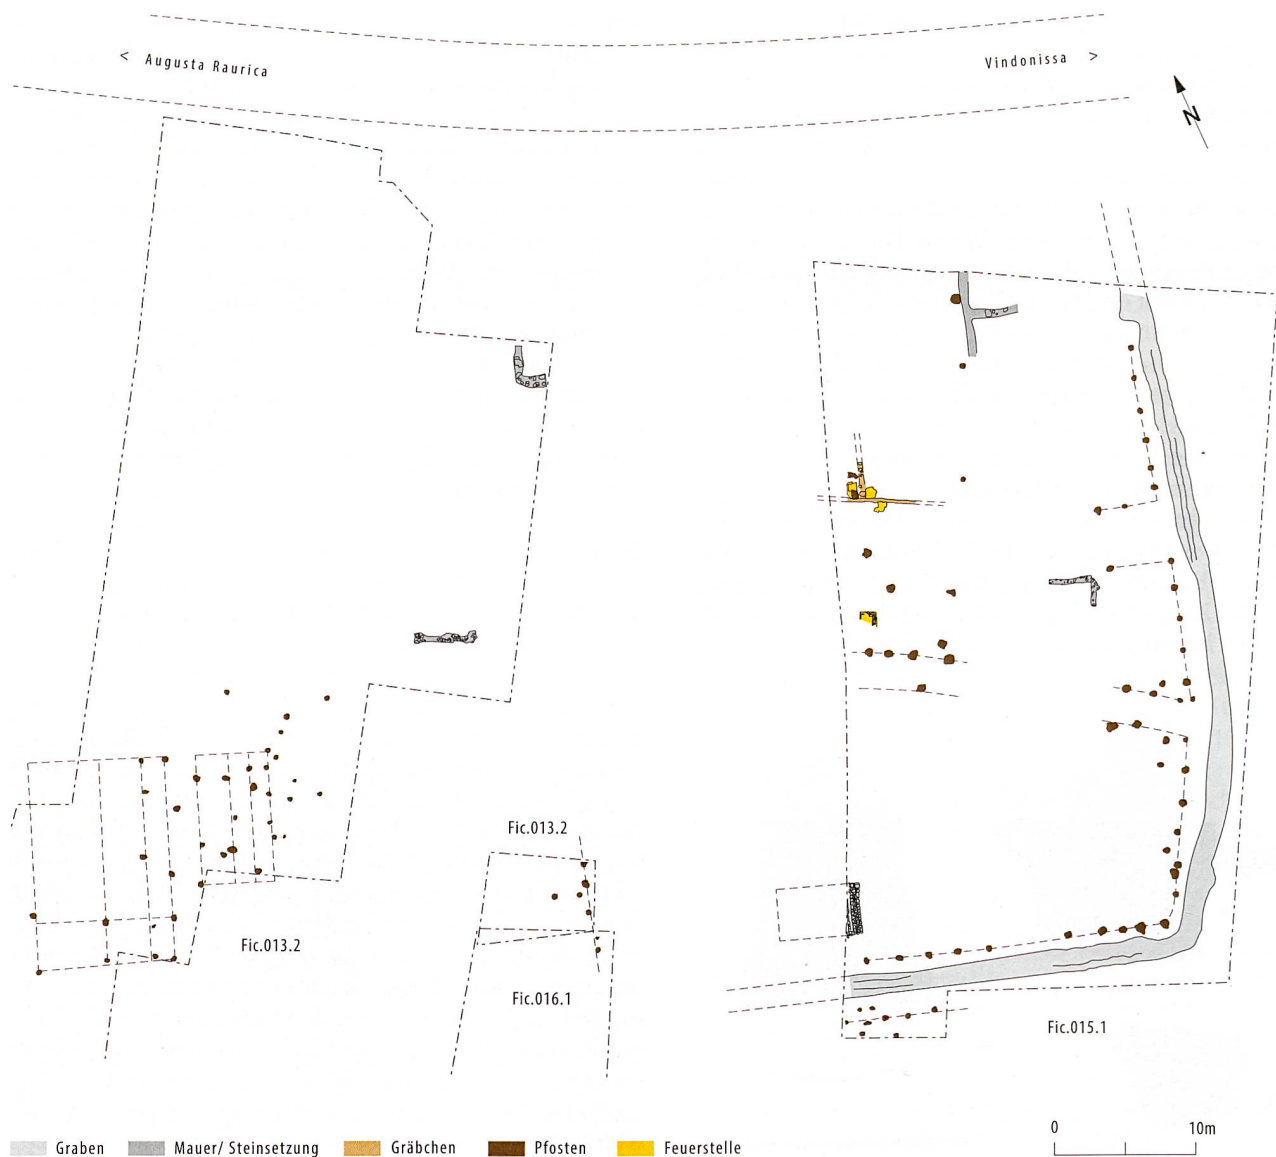 < Augusta Raurica
Vindonissa >
N
Fic.013.2
Fic.013.2
Fic.016.1
Fic.015.1
Graben Mauer/ Steinsetzung Gräbchen Pfosten Feuerstelle
0 10m